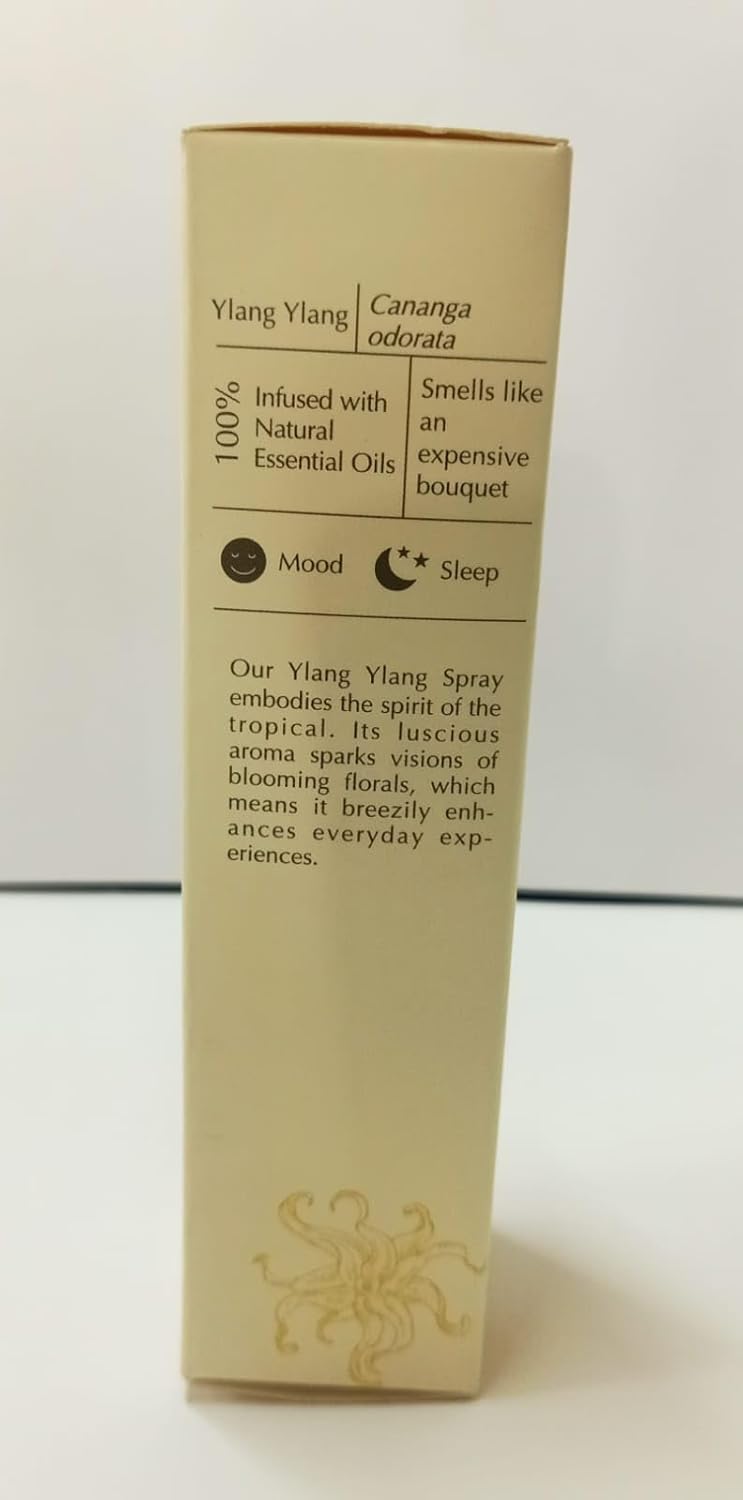 Ylang Ylang
Cananga
odorata
100%
Infused with
Natural
Essential Oils
Smells like
an
expensive
bouquet
Mood
Sleep
Our Ylang Ylang Spray
embodies the spirit of the
tropical. Its luscious
aroma sparks visions of
blooming florals, which
means it breezily enh-
ances everyday exp-
eriences.